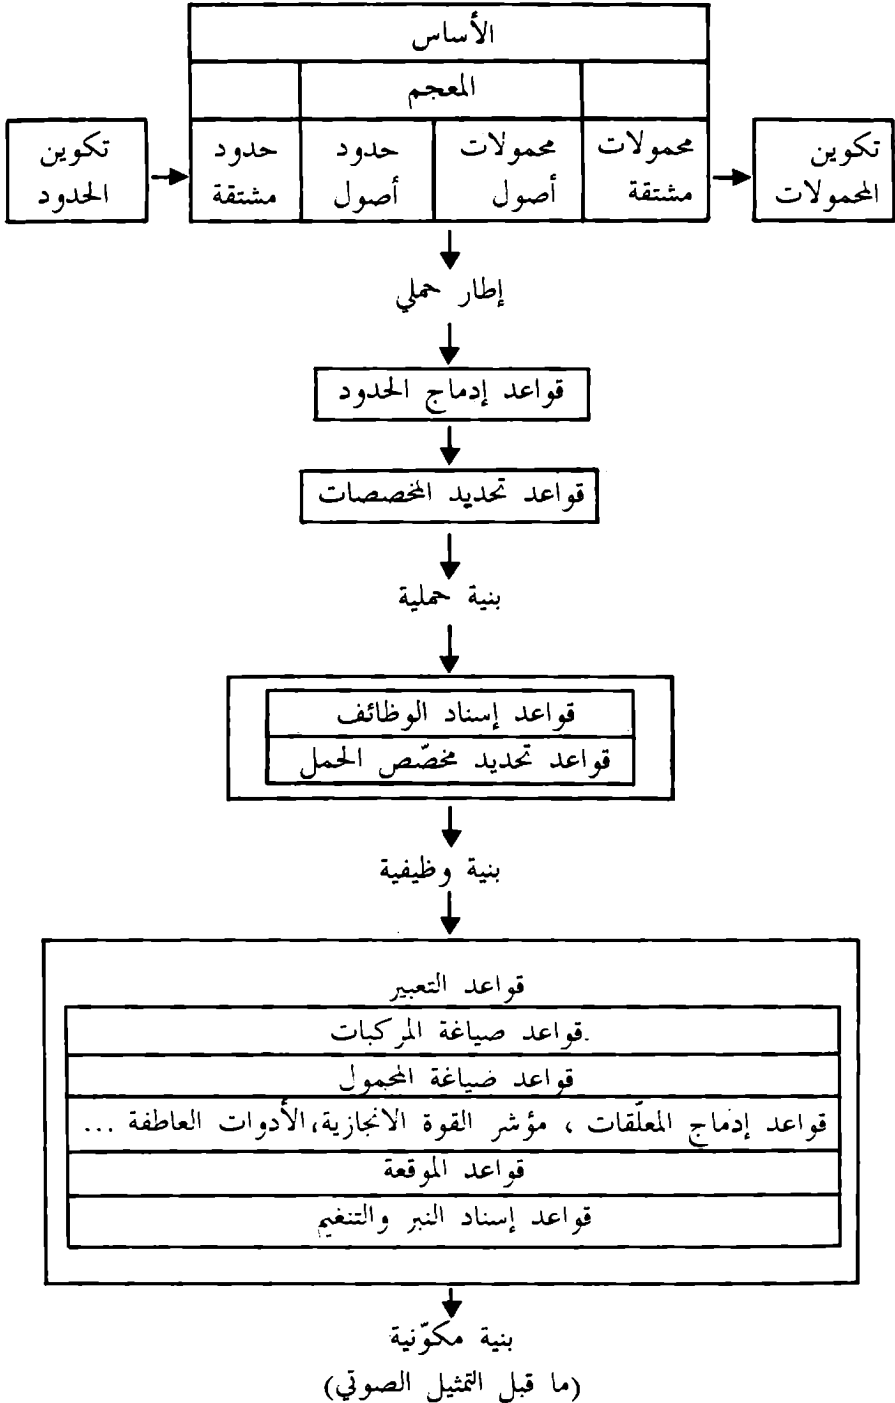 الأساس
المعجم
تكوين
المحمولات
محمولات
مشتقة
محمولات
أصول
حدود
أصول
حدود
مشتقة
تكوين
الحدود
إطار حملي
قواعد إدماج الحدود
قواعد تحديد المخصصات
بنية حملية
قواعد إسناد الوظائف
قواعد تحديد مخصّص الحمل
بنية وظيفية
قواعد التعبير
قواعد صياغة المركبات
قواعد صياغة المحمول
قواعد إدماج المعلّقات ، مؤشر القوة الانجازية، الأدوات العاطفة ...
قواعد الموقعة
قواعد إسناد النبر والتنغيم
بنية مكوّنية
(ما قبل التمثيل الصوتي)